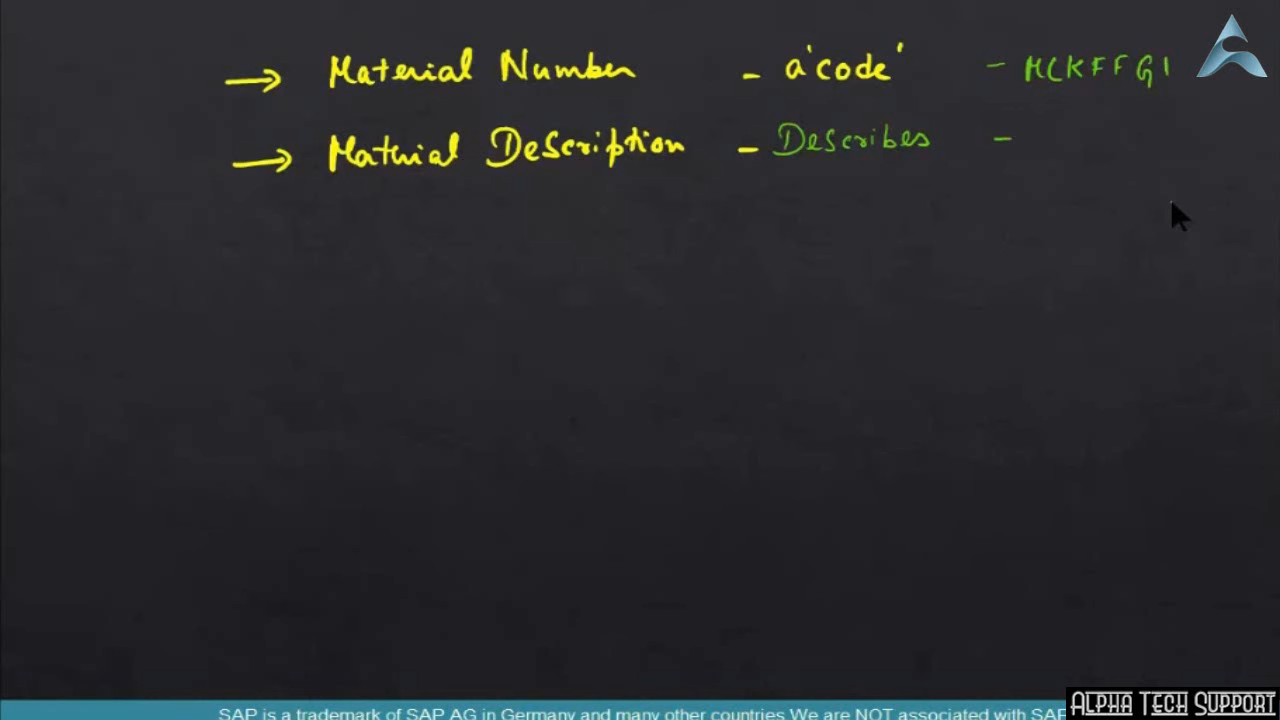 → Material Number - a 'code' - MCKFFG1
→ Material Description - Describes -
SAP is a trademark of SAP AG in Germany and many other countries We are NOT associated with SAP
ALPHA TECH SUPPORT